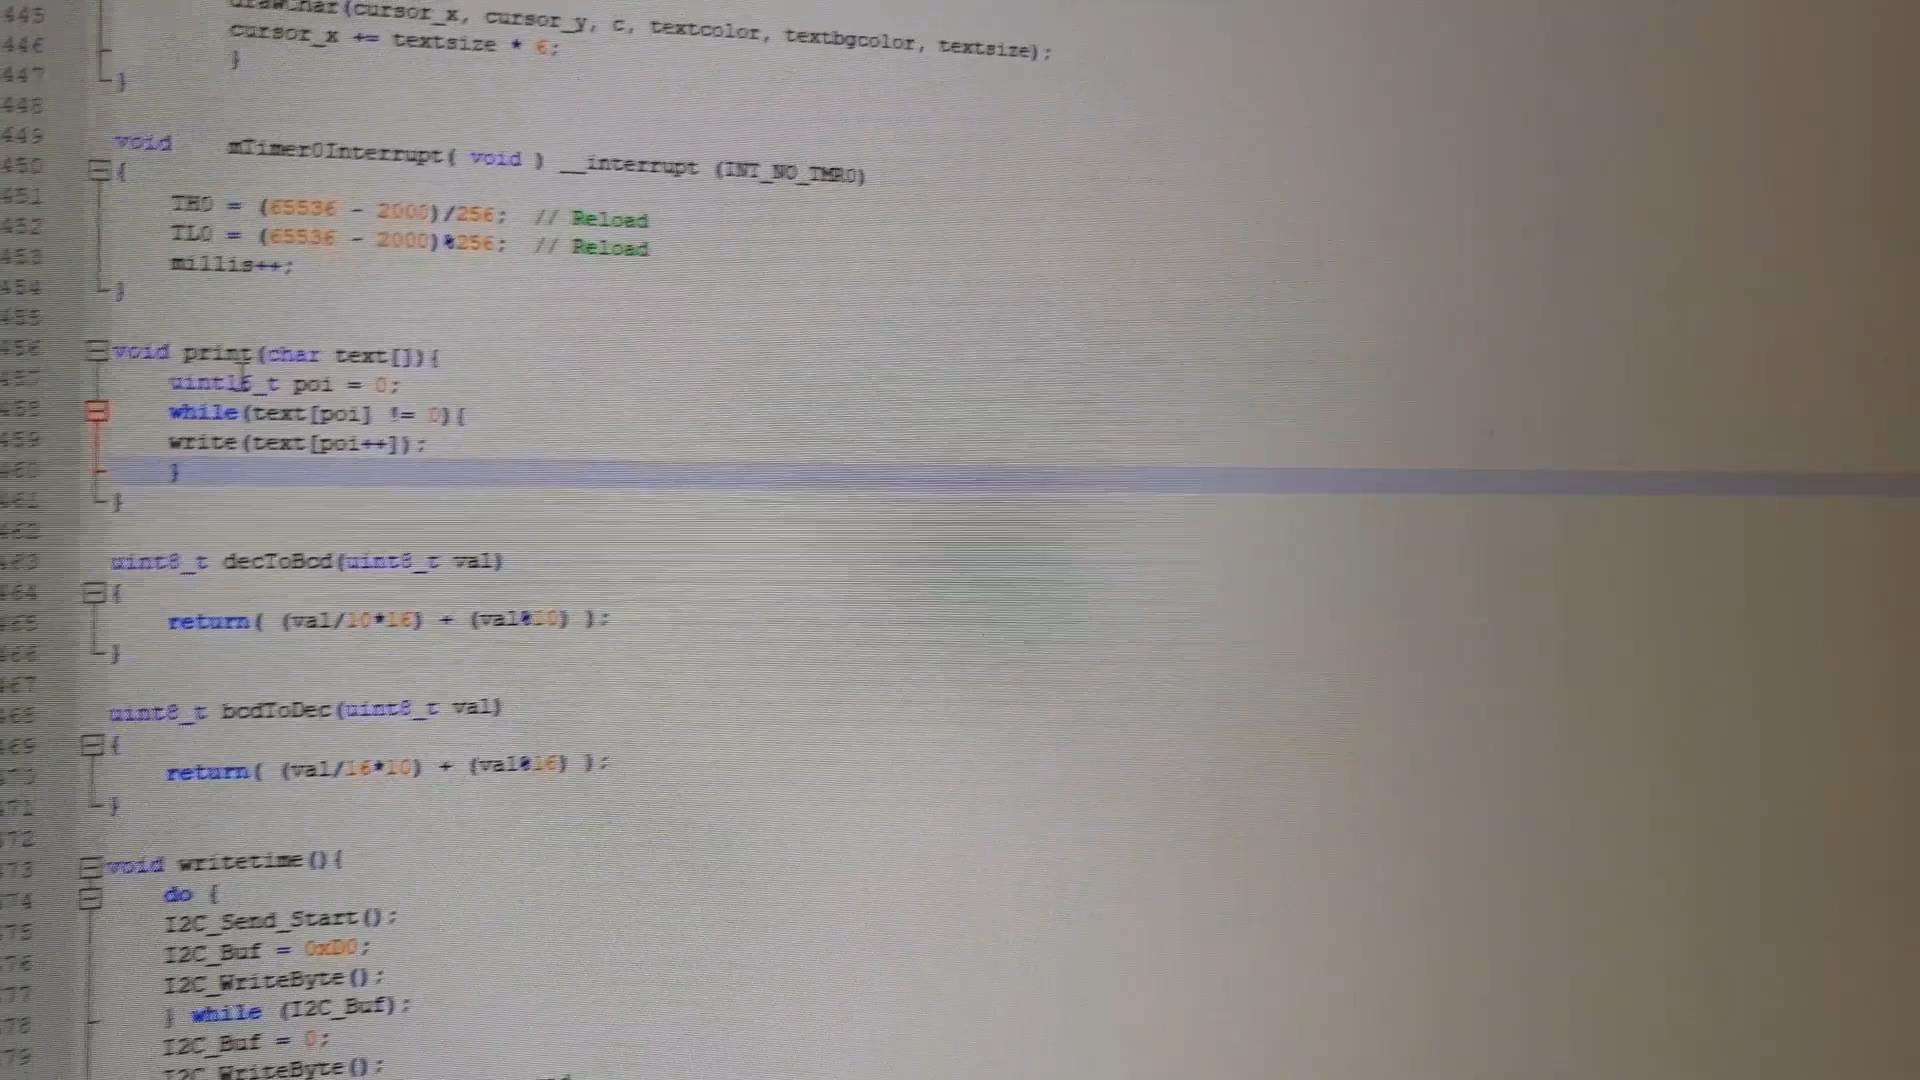 445 drawChar(cursor_x, cursor_y, c, textcolor, textbgcolor, textsize);
446 cursor_x += textsize * 6;
}
447 }
448
449 void mTimer0Interrupt( void ) __interrupt (INT_NO_TMR0)
450 {
451 TH0 = (65536 - 2000)/256; // Reload
452 TL0 = (65536 - 2000)%256; // Reload
453 millis++;
454 }
455
456 void print(char text[]){
457 uint16_t poi = 0;
458 while(text[poi] != 0){
459 write(text[poi++]);
460 }
461 }
462
463 uint8_t decToBcd(uint8_t val)
464 {
465 return( (val/10*16) + (val%10) );
466 }
467
468 uint8_t bcdToDec(uint8_t val)
469 {
470 return( (val/16*10) + (val%16) );
471 }
472
473 void writetime(){
474 do {
475 I2C_Send_Start();
476 I2C_Buf = 0xD0;
477 I2C_WriteByte();
478 } while (I2C_Buf);
479 I2C_Buf = 0;
I2C_WriteByte();